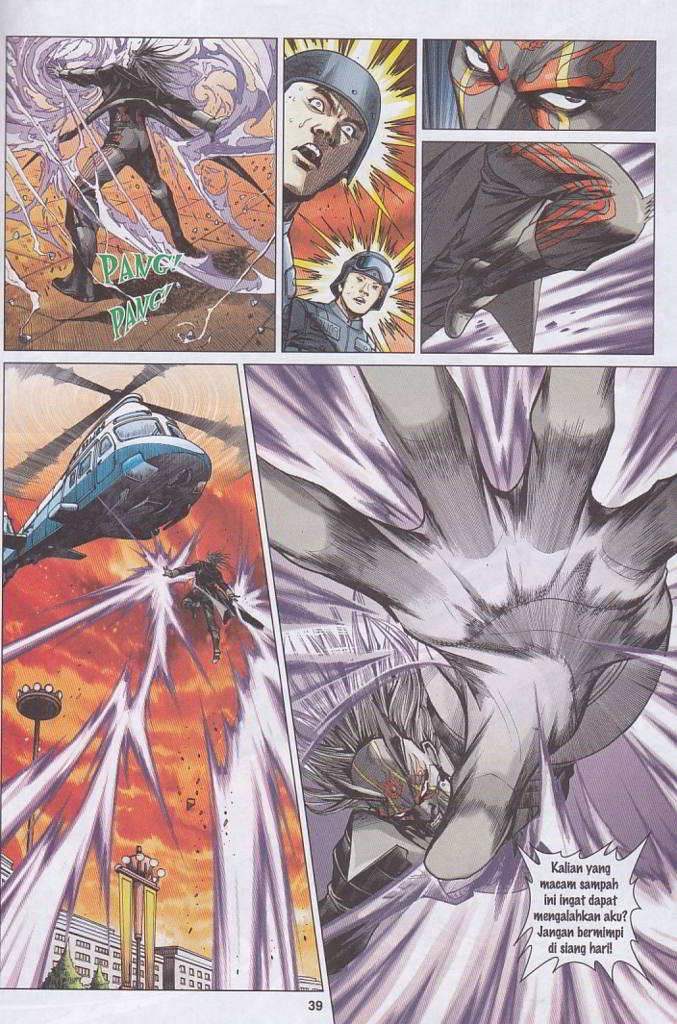 PANG!
PANG!
Kalian yang
macam sampah
ini ingat dapat
mengalahkan aku?
Jangan bermimpi
di siang hari!
39